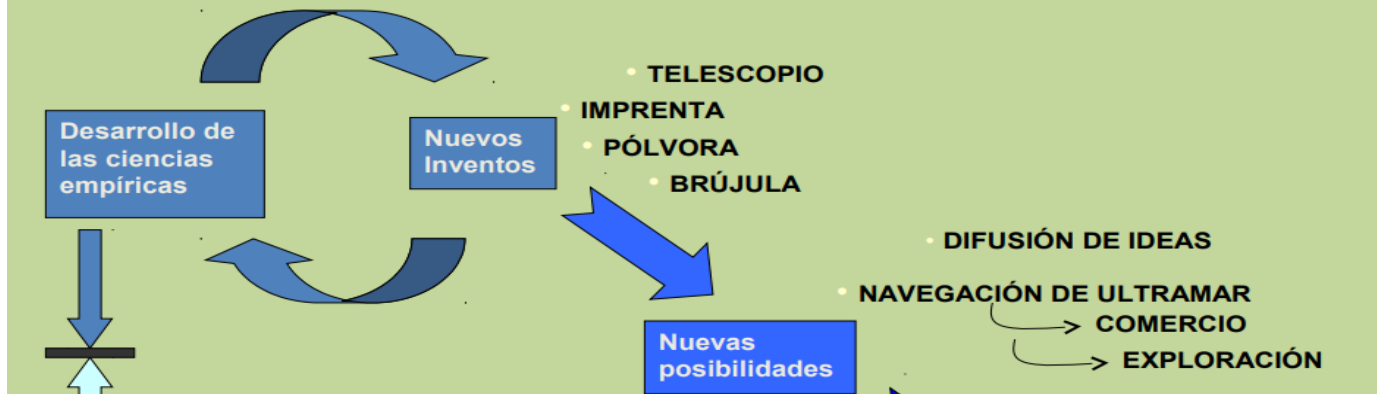 Desarrollo de
las ciencias
empíricas
Nuevos
Inventos
• TELESCOPIO
• IMPRENTA
• PÓLVORA
• BRÚJULA
• DIFUSIÓN DE IDEAS
• NAVEGACIÓN DE ULTRAMAR
COMERCIO
EXPLORACIÓN
Nuevas
posibilidades